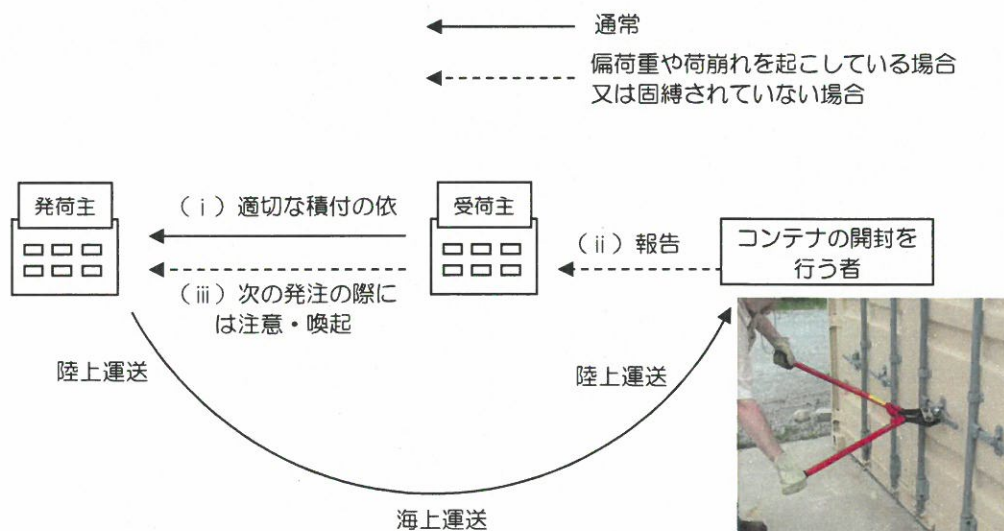 通常
偏荷重や荷崩れを起こしている場合
又は固縛されていない場合
発荷主
(ⅰ)適切な積付の依
受荷主
(ⅱ)報告
コンテナの開封を
行う者
(ⅲ)次の発注の際に
は注意・喚起
陸上運送
陸上運送
海上運送